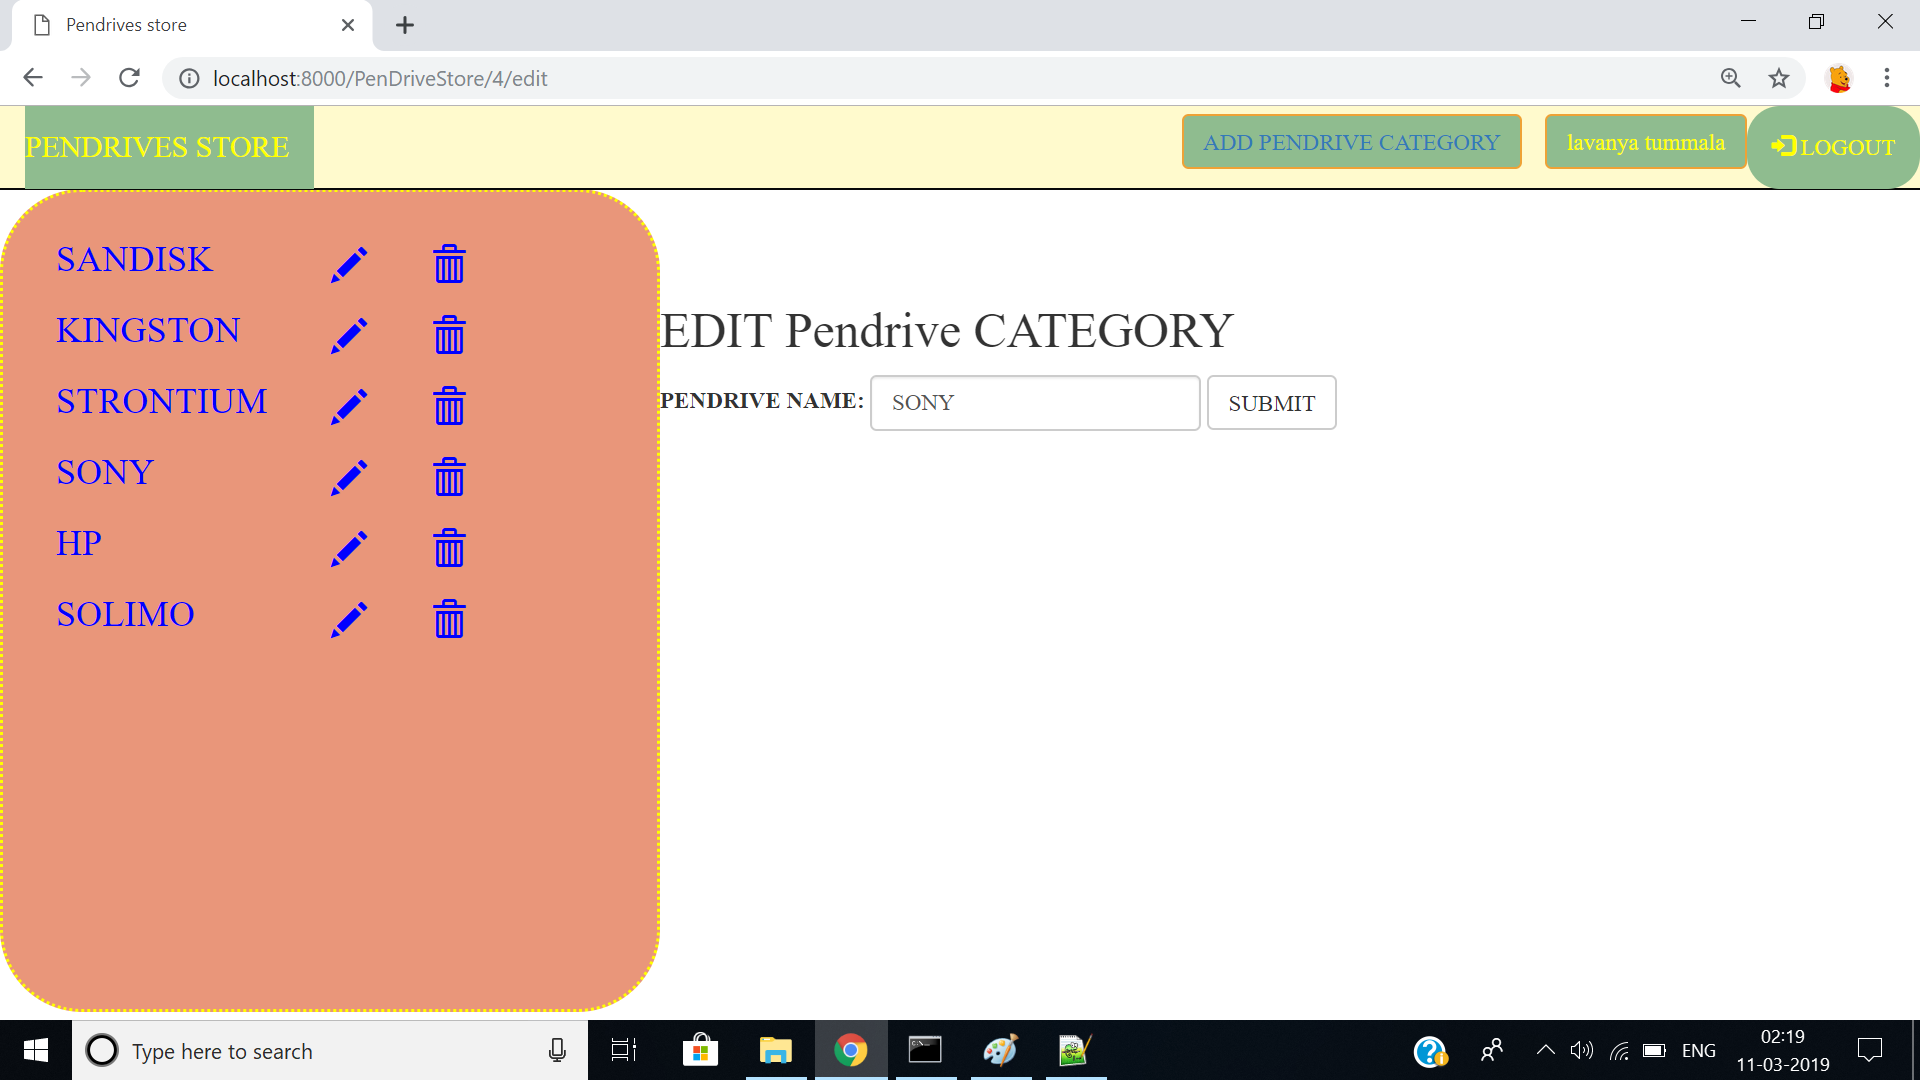 Pendrives store
localhost:8000/PenDriveStore/4/edit
PENDRIVES STORE
ADD PENDRIVE CATEGORY
lavanya tummala
LOGOUT
SANDISK
KINGSTON
STRONTIUM
SONY
HP
SOLIMO
EDIT Pendrive CATEGORY
PENDRIVE NAME: SONY SUBMIT
Type here to search
ENG
02:19
11-03-2019